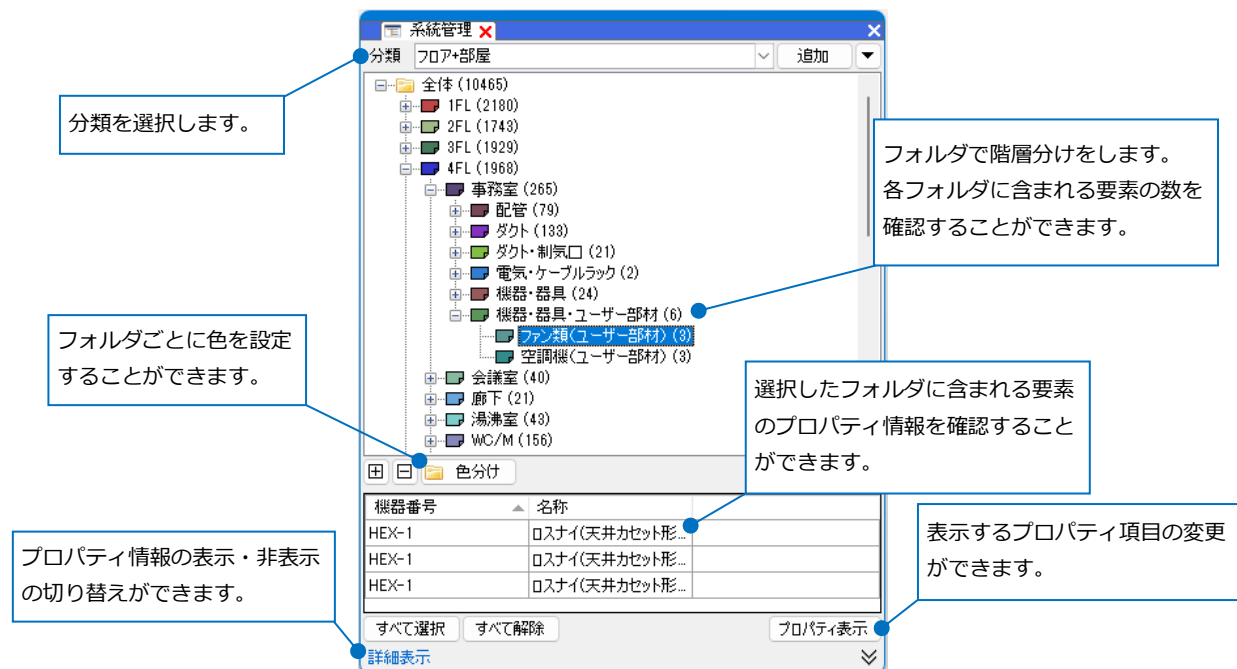 系統管理
分類 フロア+部屋 追加
全体 (10465)
1FL (2180)
2FL (1743)
3FL (1929)
4FL (1968)
事務室 (265)
配管 (79)
ダクト (133)
ダクト・制気口 (21)
電気・ケーブルラック (2)
機器・器具 (24)
機器・器具・ユーザー部材 (6)
ファン類(ユーザー部材) (3)
空調機(ユーザー部材) (3)
会議室 (40)
廊下 (21)
湯沸室 (43)
WC/M (156)
色分け
機器番号 名称
HEX-1 ロスナイ(天井カセット形...
HEX-1 ロスナイ(天井カセット形...
HEX-1 ロスナイ(天井カセット形...
すべて選択 すべて解除 プロパティ表示
詳細表示
分類を選択します。
フォルダで階層分けをします。
各フォルダに含まれる要素の数を
確認することができます。
フォルダごとに色を設定
することができます。
選択したフォルダに含まれる要素
のプロパティ情報を確認すること
ができます。
プロパティ情報の表示・非表示
の切り替えができます。
表示するプロパティ項目の変更
ができます。